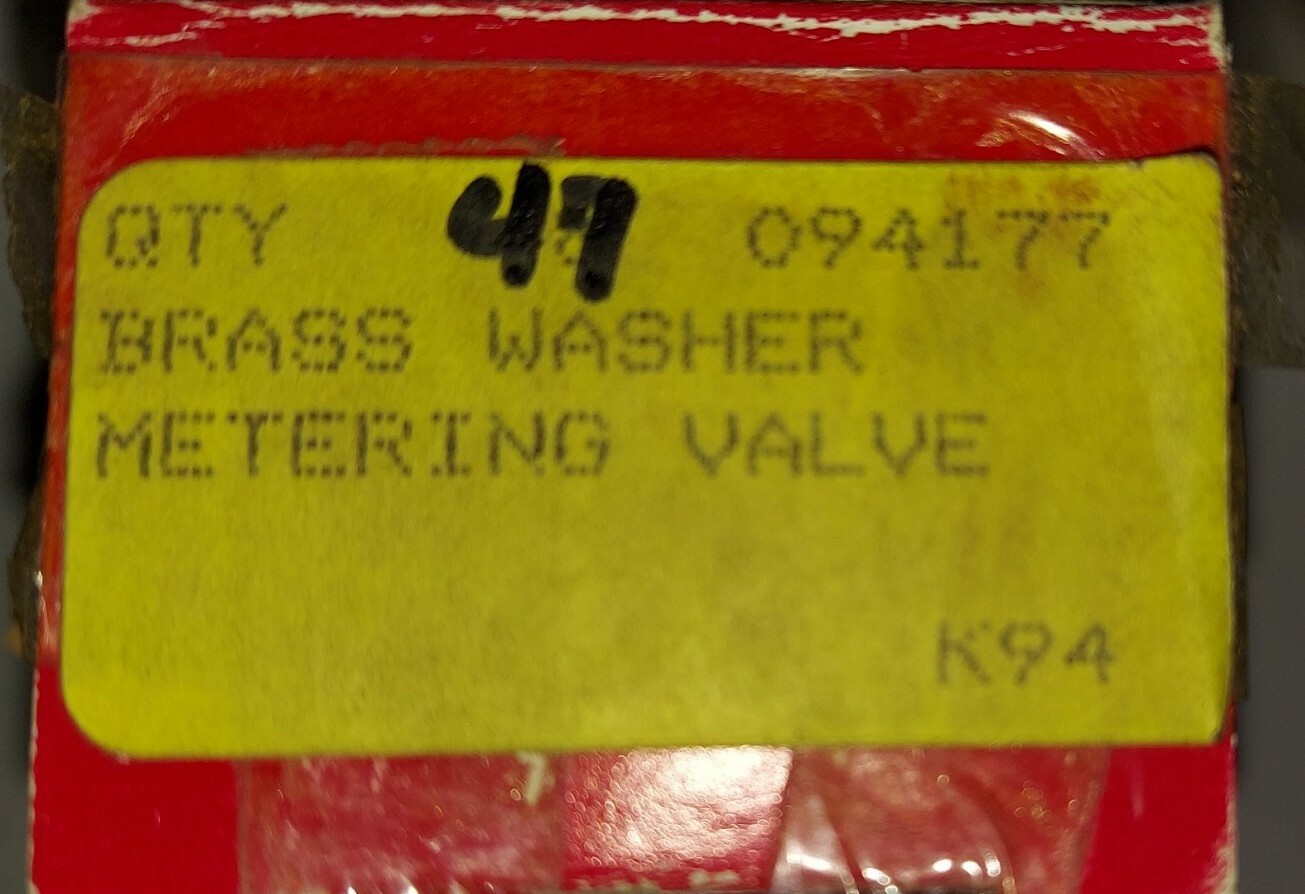 QTY 47 094177
BRASS WASHER
METERING VALVE
K94